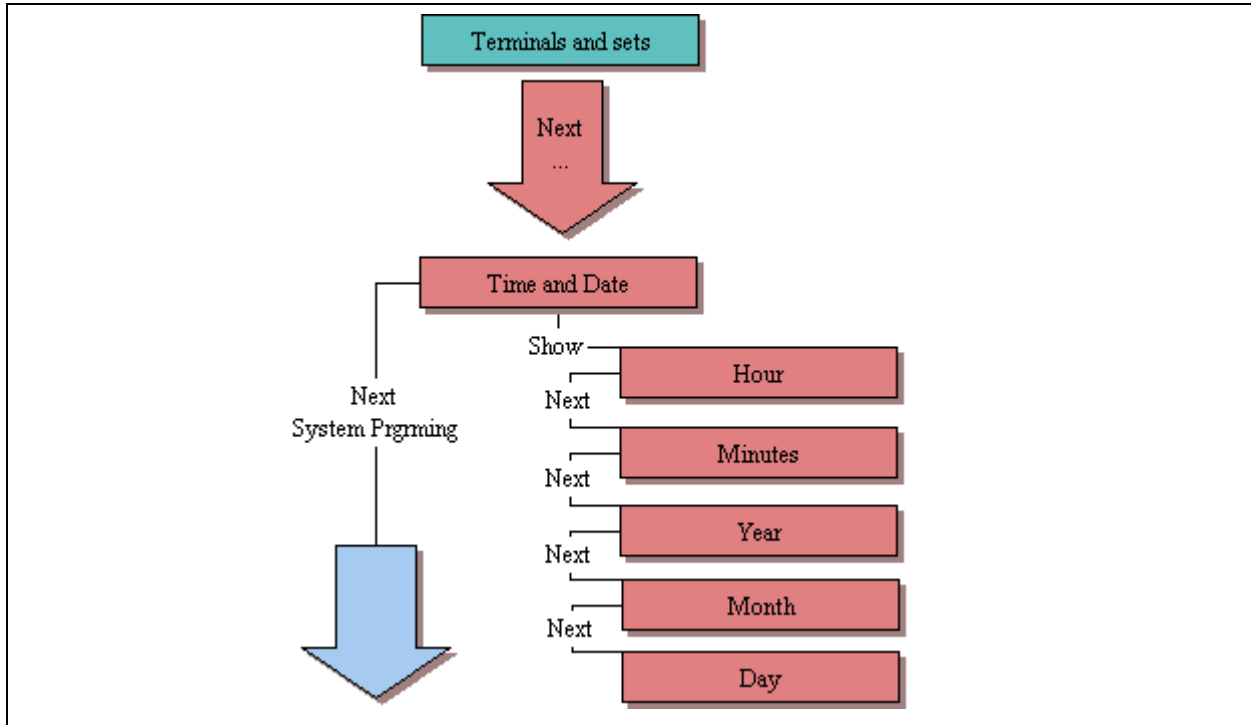 Terminals and sets
Next
...
Time and Date
Show
Hour
Next
Next
System Prgrming
Minutes
Next
Year
Next
Month
Next
Day